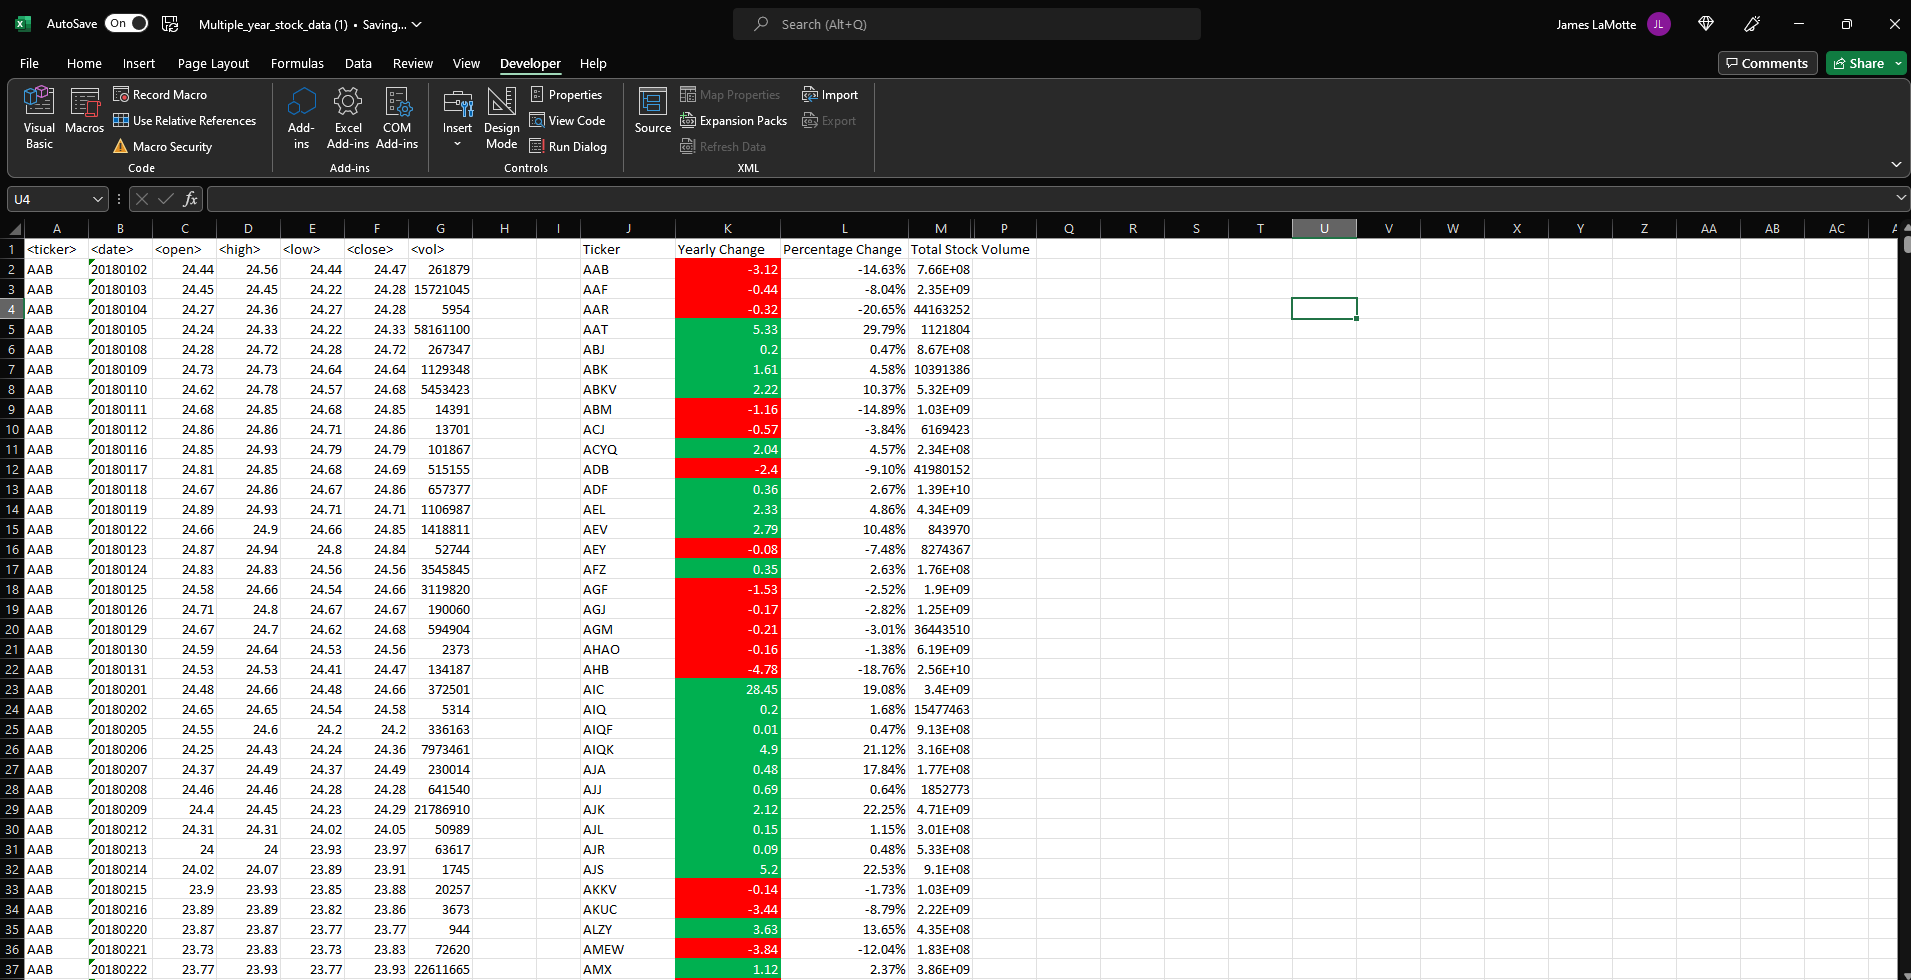 AutoSave On Multiple_year_stock_data (1) • Saving... Search (Alt+Q) James LaMotte JL
File Home Insert Page Layout Formulas Data Review View Developer Help Comments Share
Visual Basic Macros Record Macro Use Relative References Macro Security Code
Add-ins Excel Add-ins COM Add-ins Add-ins
Insert Design Mode Properties View Code Run Dialog Controls
Source Map Properties Expansion Packs Refresh Data Import Export XML
U4 fx
A B C D E F G H I J K L M P Q R S T U V W X Y Z AA AB AC
1 <ticker> <date> <open> <high> <low> <close> <vol> Ticker Yearly Change Percentage Change Total Stock Volume
2 AAB 20180102 24.44 24.56 24.44 24.47 261879 AAB -3.12 -14.63% 7.66E+08
3 AAB 20180103 24.45 24.45 24.22 24.28 15721045 AAF -0.44 -8.04% 2.35E+09
4 AAB 20180104 24.27 24.36 24.27 24.28 5954 AAR -0.32 -20.65% 44163252
5 AAB 20180105 24.24 24.33 24.22 24.33 58161100 AAT 5.33 29.79% 1121804
6 AAB 20180108 24.28 24.72 24.28 24.72 267347 ABJ 0.2 0.47% 8.67E+08
7 AAB 20180109 24.73 24.73 24.64 24.64 1129348 ABK 1.61 4.58% 10391386
8 AAB 20180110 24.62 24.78 24.57 24.68 5453423 ABKV 2.22 10.37% 5.32E+09
9 AAB 20180111 24.68 24.85 24.68 24.85 14391 ABM -1.16 -14.89% 1.03E+09
10 AAB 20180112 24.86 24.86 24.71 24.86 13701 ACJ -0.57 -3.84% 6169423
11 AAB 20180116 24.85 24.93 24.79 24.79 101867 ACYQ 2.04 4.57% 2.34E+08
12 AAB 20180117 24.81 24.85 24.68 24.69 515155 ADB -2.4 -9.10% 41980152
13 AAB 20180118 24.67 24.86 24.67 24.86 657377 ADF 0.36 2.67% 1.39E+10
14 AAB 20180119 24.89 24.93 24.71 24.71 1106987 AEL 2.33 4.86% 4.34E+09
15 AAB 20180122 24.66 24.9 24.66 24.85 1418811 AEV 2.79 10.48% 843970
16 AAB 20180123 24.87 24.94 24.8 24.84 52744 AEY -0.08 -7.48% 8274367
17 AAB 20180124 24.83 24.83 24.56 24.56 3545845 AFZ 0.35 2.63% 1.76E+08
18 AAB 20180125 24.58 24.66 24.54 24.66 3119820 AGF -1.53 -2.52% 1.9E+09
19 AAB 20180126 24.71 24.8 24.67 24.67 190060 AGJ -0.17 -2.82% 1.25E+09
20 AAB 20180129 24.67 24.7 24.62 24.68 594904 AGM -0.21 -3.01% 36443510
21 AAB 20180130 24.59 24.64 24.53 24.56 2373 AHAO -0.16 -1.38% 6.19E+09
22 AAB 20180131 24.53 24.53 24.41 24.47 134187 AHB -4.78 -18.76% 2.56E+10
23 AAB 20180201 24.48 24.66 24.48 24.66 372501 AIC 28.45 19.08% 3.4E+09
24 AAB 20180202 24.65 24.65 24.54 24.58 5314 AIQ 0.2 1.68% 15477463
25 AAB 20180205 24.55 24.6 24.2 24.2 336163 AIQF 0.01 0.47% 9.13E+08
26 AAB 20180206 24.25 24.43 24.24 24.36 7973461 AIQK 4.9 21.12% 3.16E+08
27 AAB 20180207 24.37 24.49 24.37 24.49 230014 AJA 0.48 17.84% 1.77E+08
28 AAB 20180208 24.46 24.46 24.28 24.28 641540 AJJ 0.69 0.64% 1852773
29 AAB 20180209 24.4 24.45 24.23 24.29 21786910 AJK 2.12 22.25% 4.71E+09
30 AAB 20180212 24.31 24.31 24.02 24.05 50989 AJL 0.15 1.15% 3.01E+08
31 AAB 20180213 24 24 23.93 23.97 63617 AJR 0.09 0.48% 5.33E+08
32 AAB 20180214 24.02 24.07 23.89 23.91 1745 AJS 5.2 22.53% 9.1E+08
33 AAB 20180215 23.9 23.93 23.85 23.88 20257 AKKV -0.14 -1.73% 1.03E+09
34 AAB 20180216 23.89 23.89 23.82 23.86 3673 AKUC -3.44 -8.79% 2.22E+09
35 AAB 20180220 23.87 23.87 23.77 23.77 944 ALZY 3.63 13.65% 4.35E+08
36 AAB 20180221 23.73 23.83 23.73 23.83 72620 AMEW -3.84 -12.04% 1.83E+08
37 AAB 20180222 23.77 23.93 23.77 23.93 22611665 AMX 1.12 2.37% 3.86E+09